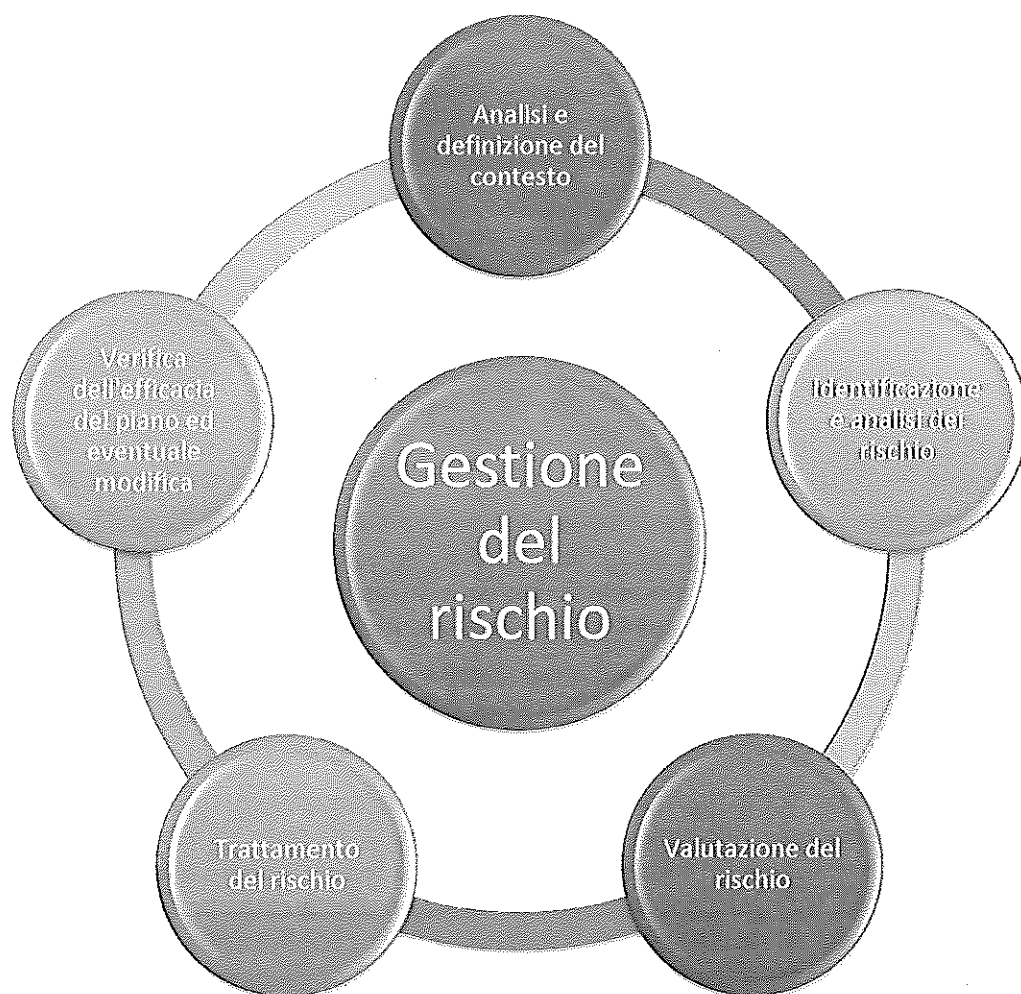 Analisi e
definizione del
contesto
Identificazione
e analisi del
rischio
Valutazione del
rischio
Trattamento
del rischio
Verifica
dell'efficacia
del piano ed
eventuale
modifica
Gestione
del
rischio